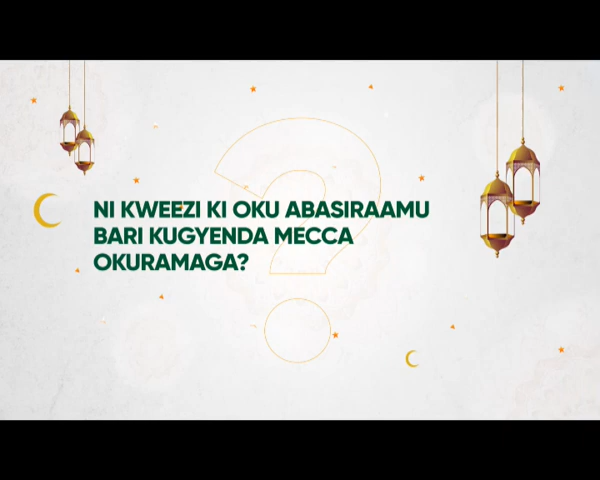 NI KWEEZI KI OKU ABASIRAAMU
BARI KUGYENDA MECCA
OKURAMAGA?